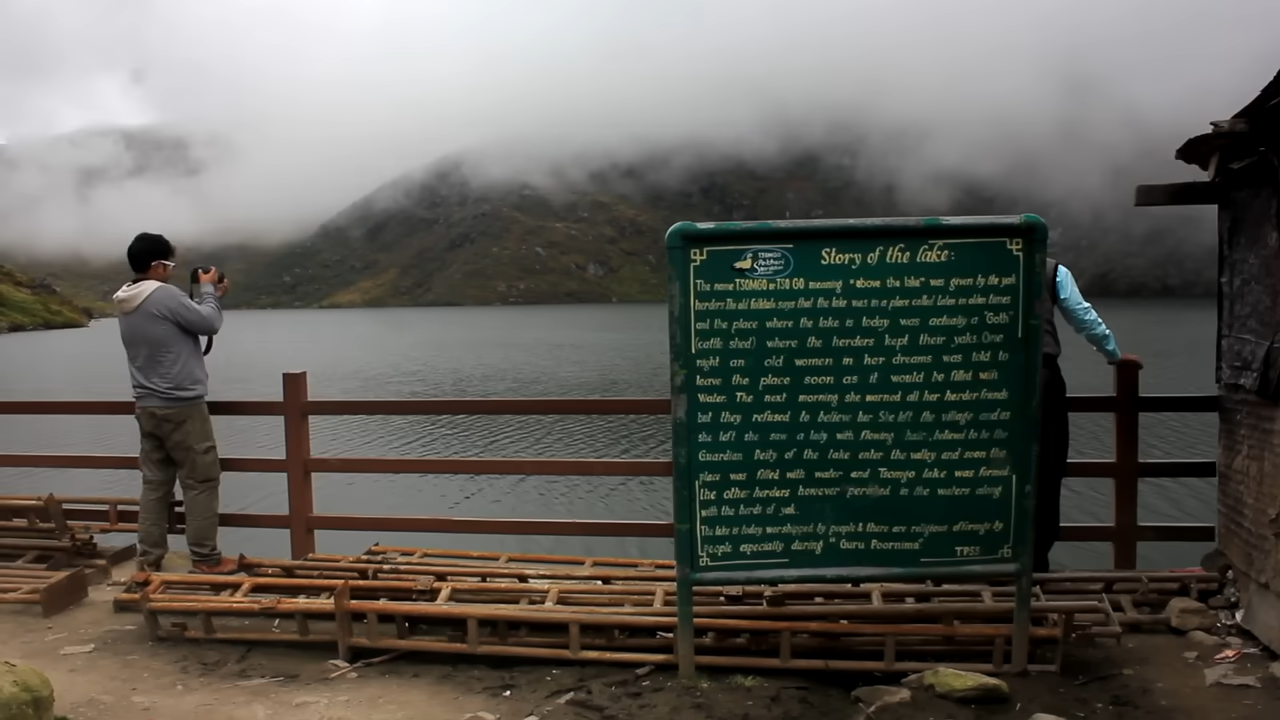 TSOMGO
Pokhari
Story of the lake:
The name TSOMGO or TSO GO meaning "above the lake" was given by the yak
herders. The old folktale says that the lake was in a place called Laten in olden times
and the place where the lake is today was actually a "Goth"
(cattle shed) where the herders kept their yaks. One
night an old women in her dreams was told to
leave the place soon as it would be filled with
Water. The next morning she warned all her herder friends
but they refused to believe her. She left the village and as
she left she saw a lady with flowing hair, believed to be the
Guardian Deity of the lake enter the valley and soon the
place was filled with water and Tsomgo lake was formed.
the other herders however perished in the waters along
with the herds of yak.
The lake is today worshipped by people & there are religious offerings by
people especially during "Guru Poornima"
TPSS